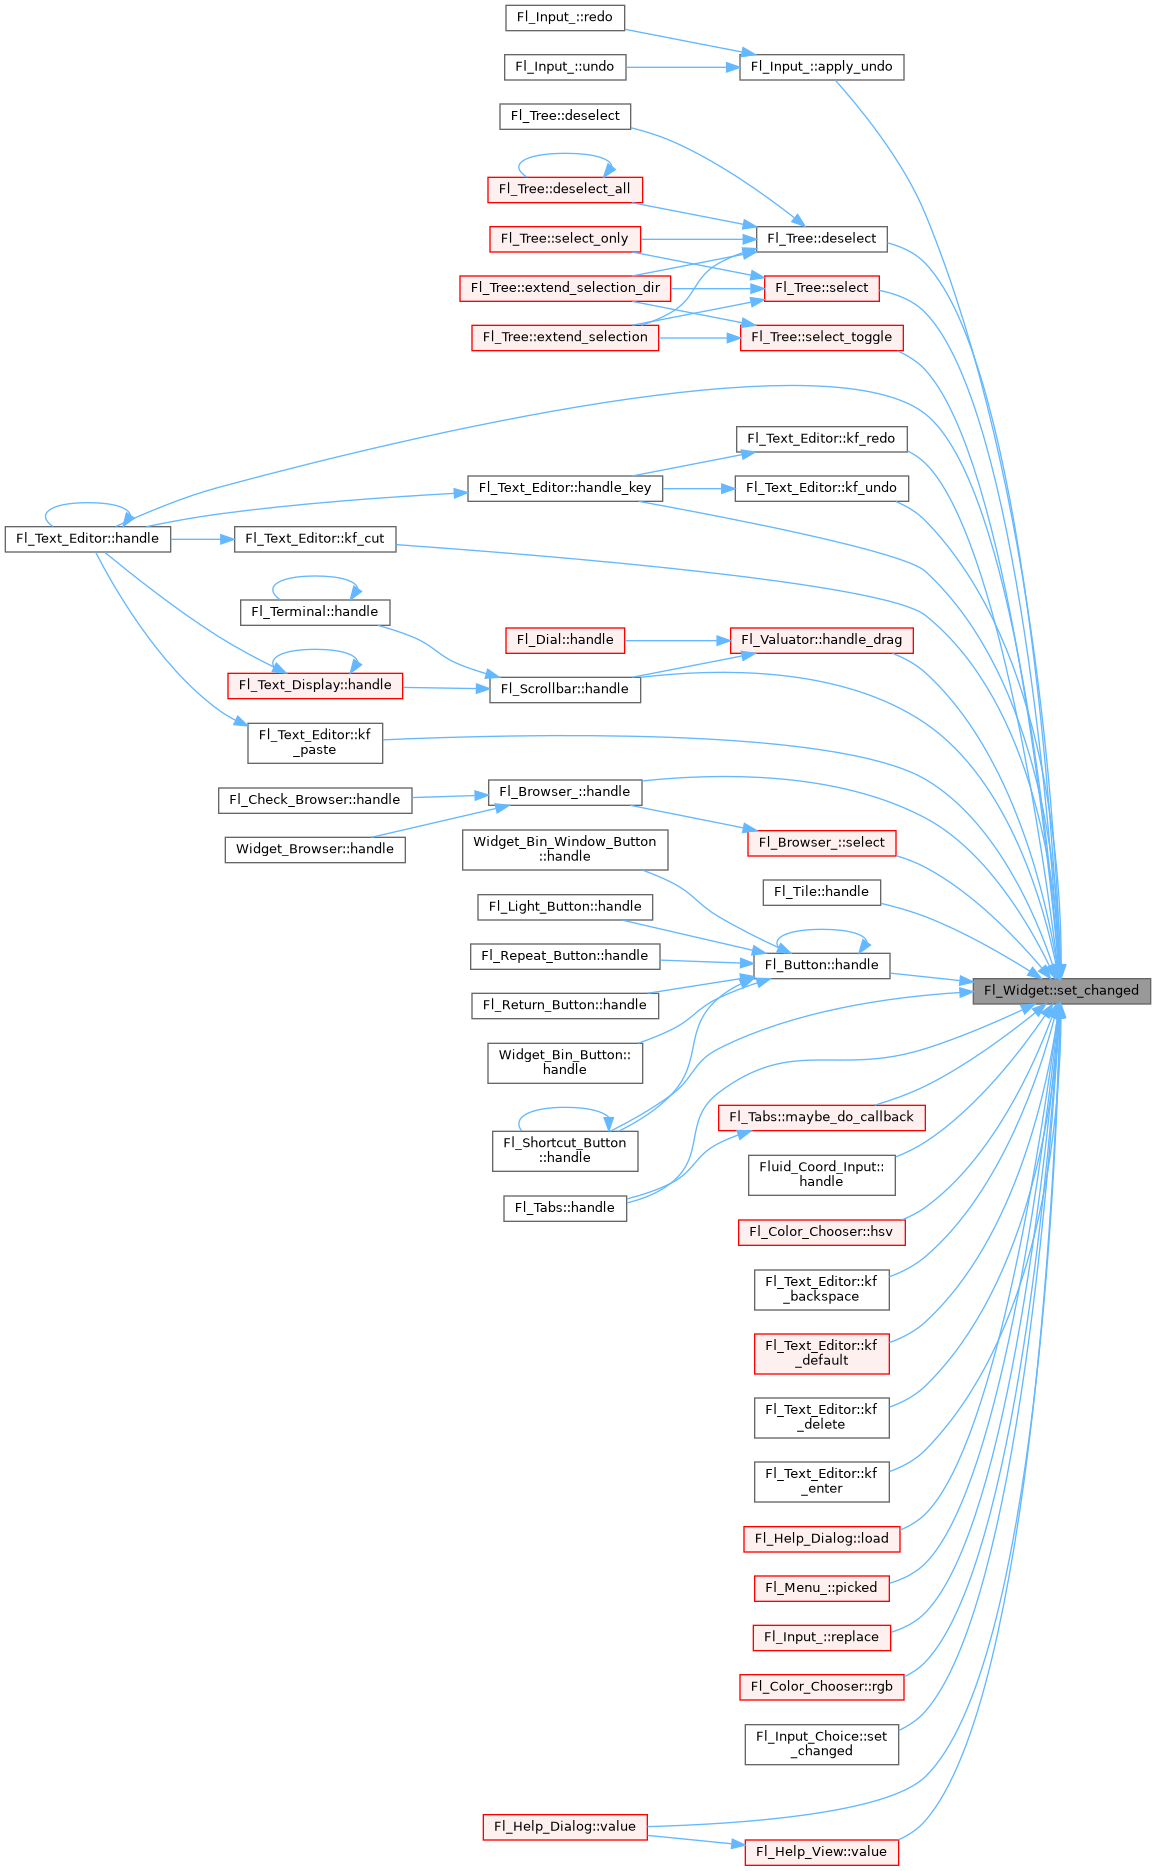 Fl_Input_::redo
Fl_Input_::undo
Fl_Input_::apply_undo
Fl_Tree::deselect
Fl_Tree::deselect_all
Fl_Tree::select_only
Fl_Tree::deselect
Fl_Tree::extend_selection_dir
Fl_Tree::select
Fl_Tree::extend_selection
Fl_Tree::select_toggle
Fl_Text_Editor::kf_redo
Fl_Text_Editor::handle_key
Fl_Text_Editor::kf_undo
Fl_Text_Editor::handle
Fl_Text_Editor::kf_cut
Fl_Terminal::handle
Fl_Dial::handle
Fl_Valuator::handle_drag
Fl_Text_Display::handle
Fl_Scrollbar::handle
Fl_Text_Editor::kf
_paste
Fl_Check_Browser::handle
Fl_Browser_::handle
Widget_Browser::handle
Fl_Browser_::select
Widget_Bin_Window_Button
::handle
Fl_Tile::handle
Fl_Light_Button::handle
Fl_Repeat_Button::handle
Fl_Button::handle
Fl_Widget::set_changed
Fl_Return_Button::handle
Widget_Bin_Button::
handle
Fl_Tabs::maybe_do_callback
Fl_Shortcut_Button
::handle
Fluid_Coord_Input::
handle
Fl_Tabs::handle
Fl_Color_Chooser::hsv
Fl_Text_Editor::kf
_backspace
Fl_Text_Editor::kf
_default
Fl_Text_Editor::kf
_delete
Fl_Text_Editor::kf
_enter
Fl_Help_Dialog::load
Fl_Menu_::picked
Fl_Input_::replace
Fl_Color_Chooser::rgb
Fl_Input_Choice::set
_changed
Fl_Help_Dialog::value
Fl_Help_View::value